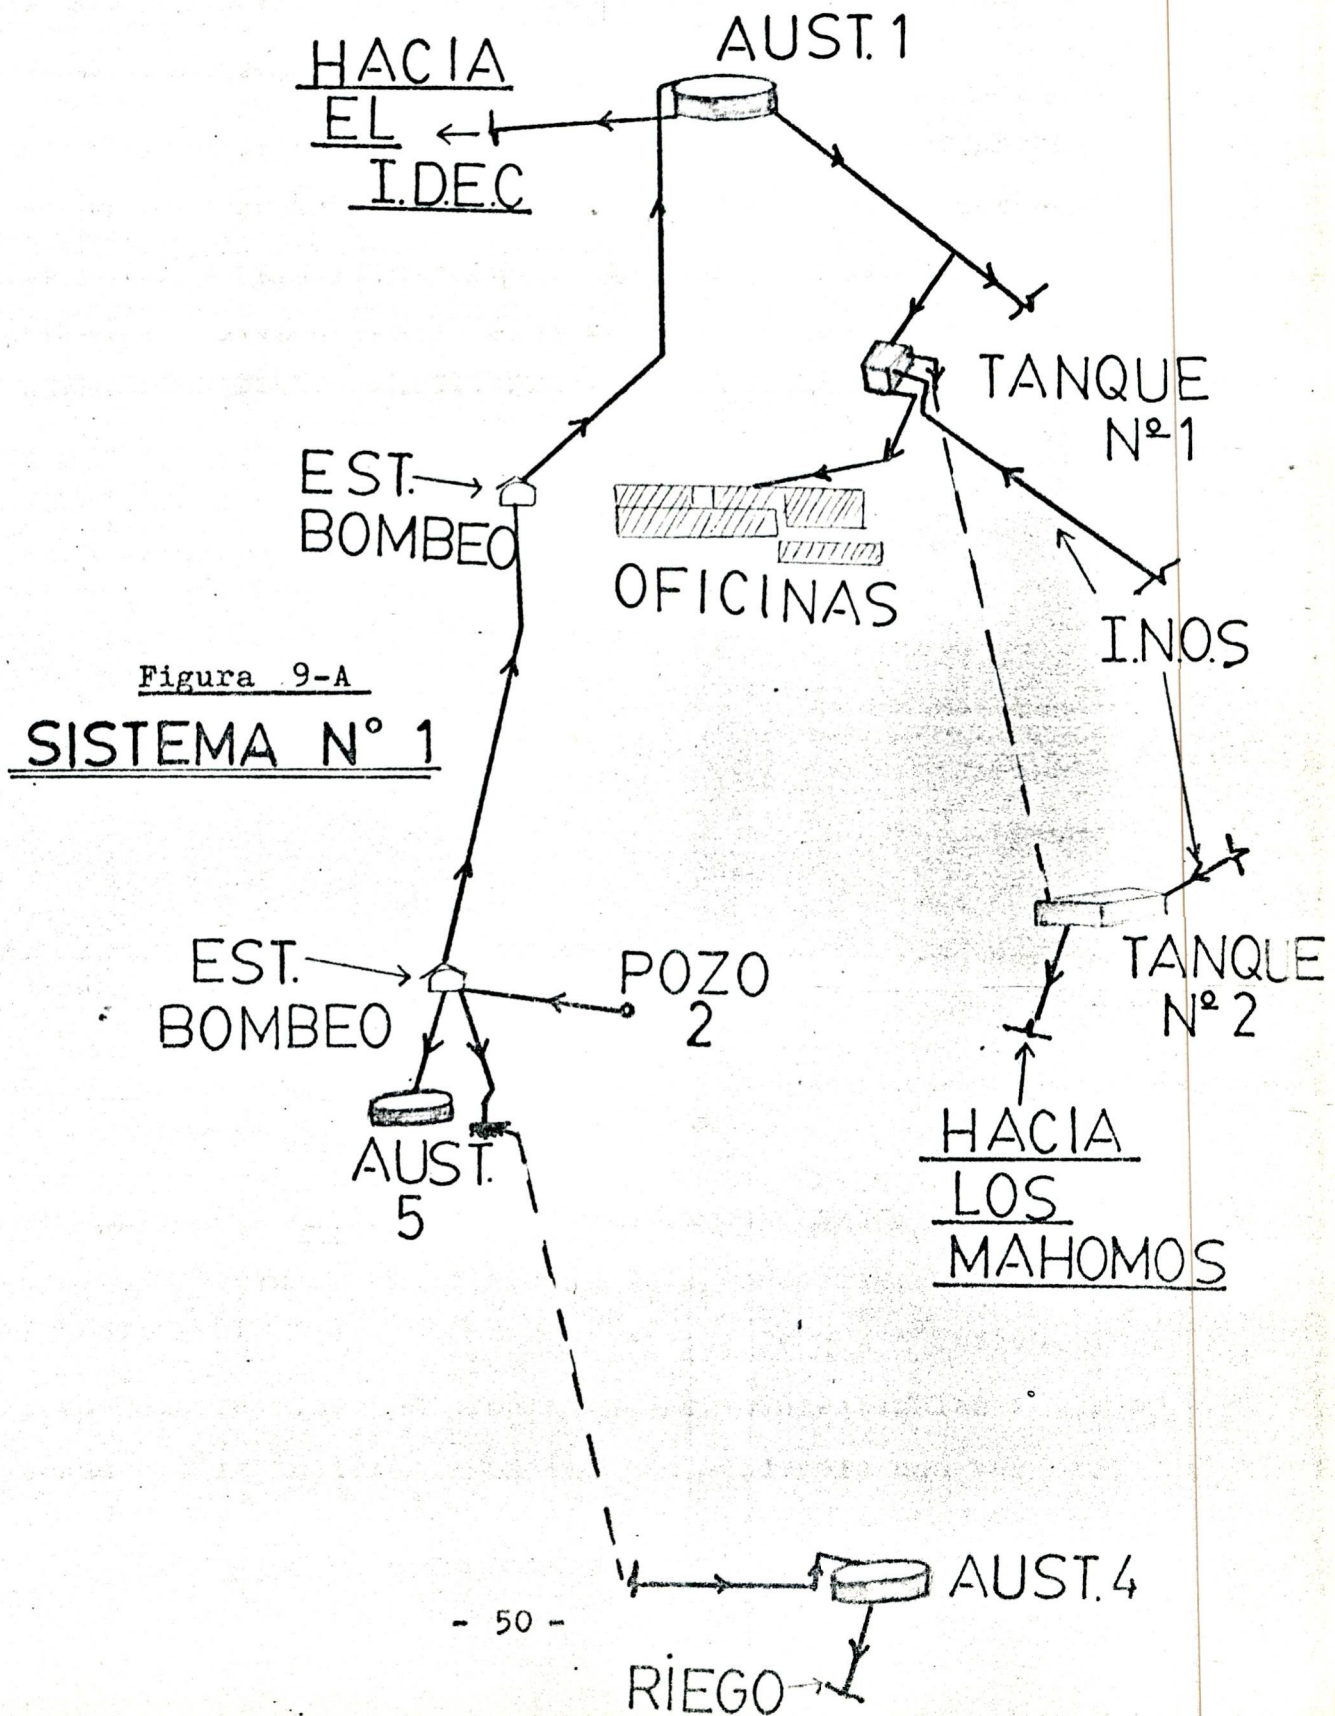 AUST. 1
HACIA
EL
I.D.E.C
TANQUE
Nº 1
EST.
BOMBEO
OFICINAS
I.N.O.S
Figura 9-A
SISTEMA N° 1
EST.
BOMBEO
POZO
2
TANQUE
Nº 2
AUST.
5
HACIA
LOS
MAHOMOS
AUST. 4
- 50 -
RIEGO